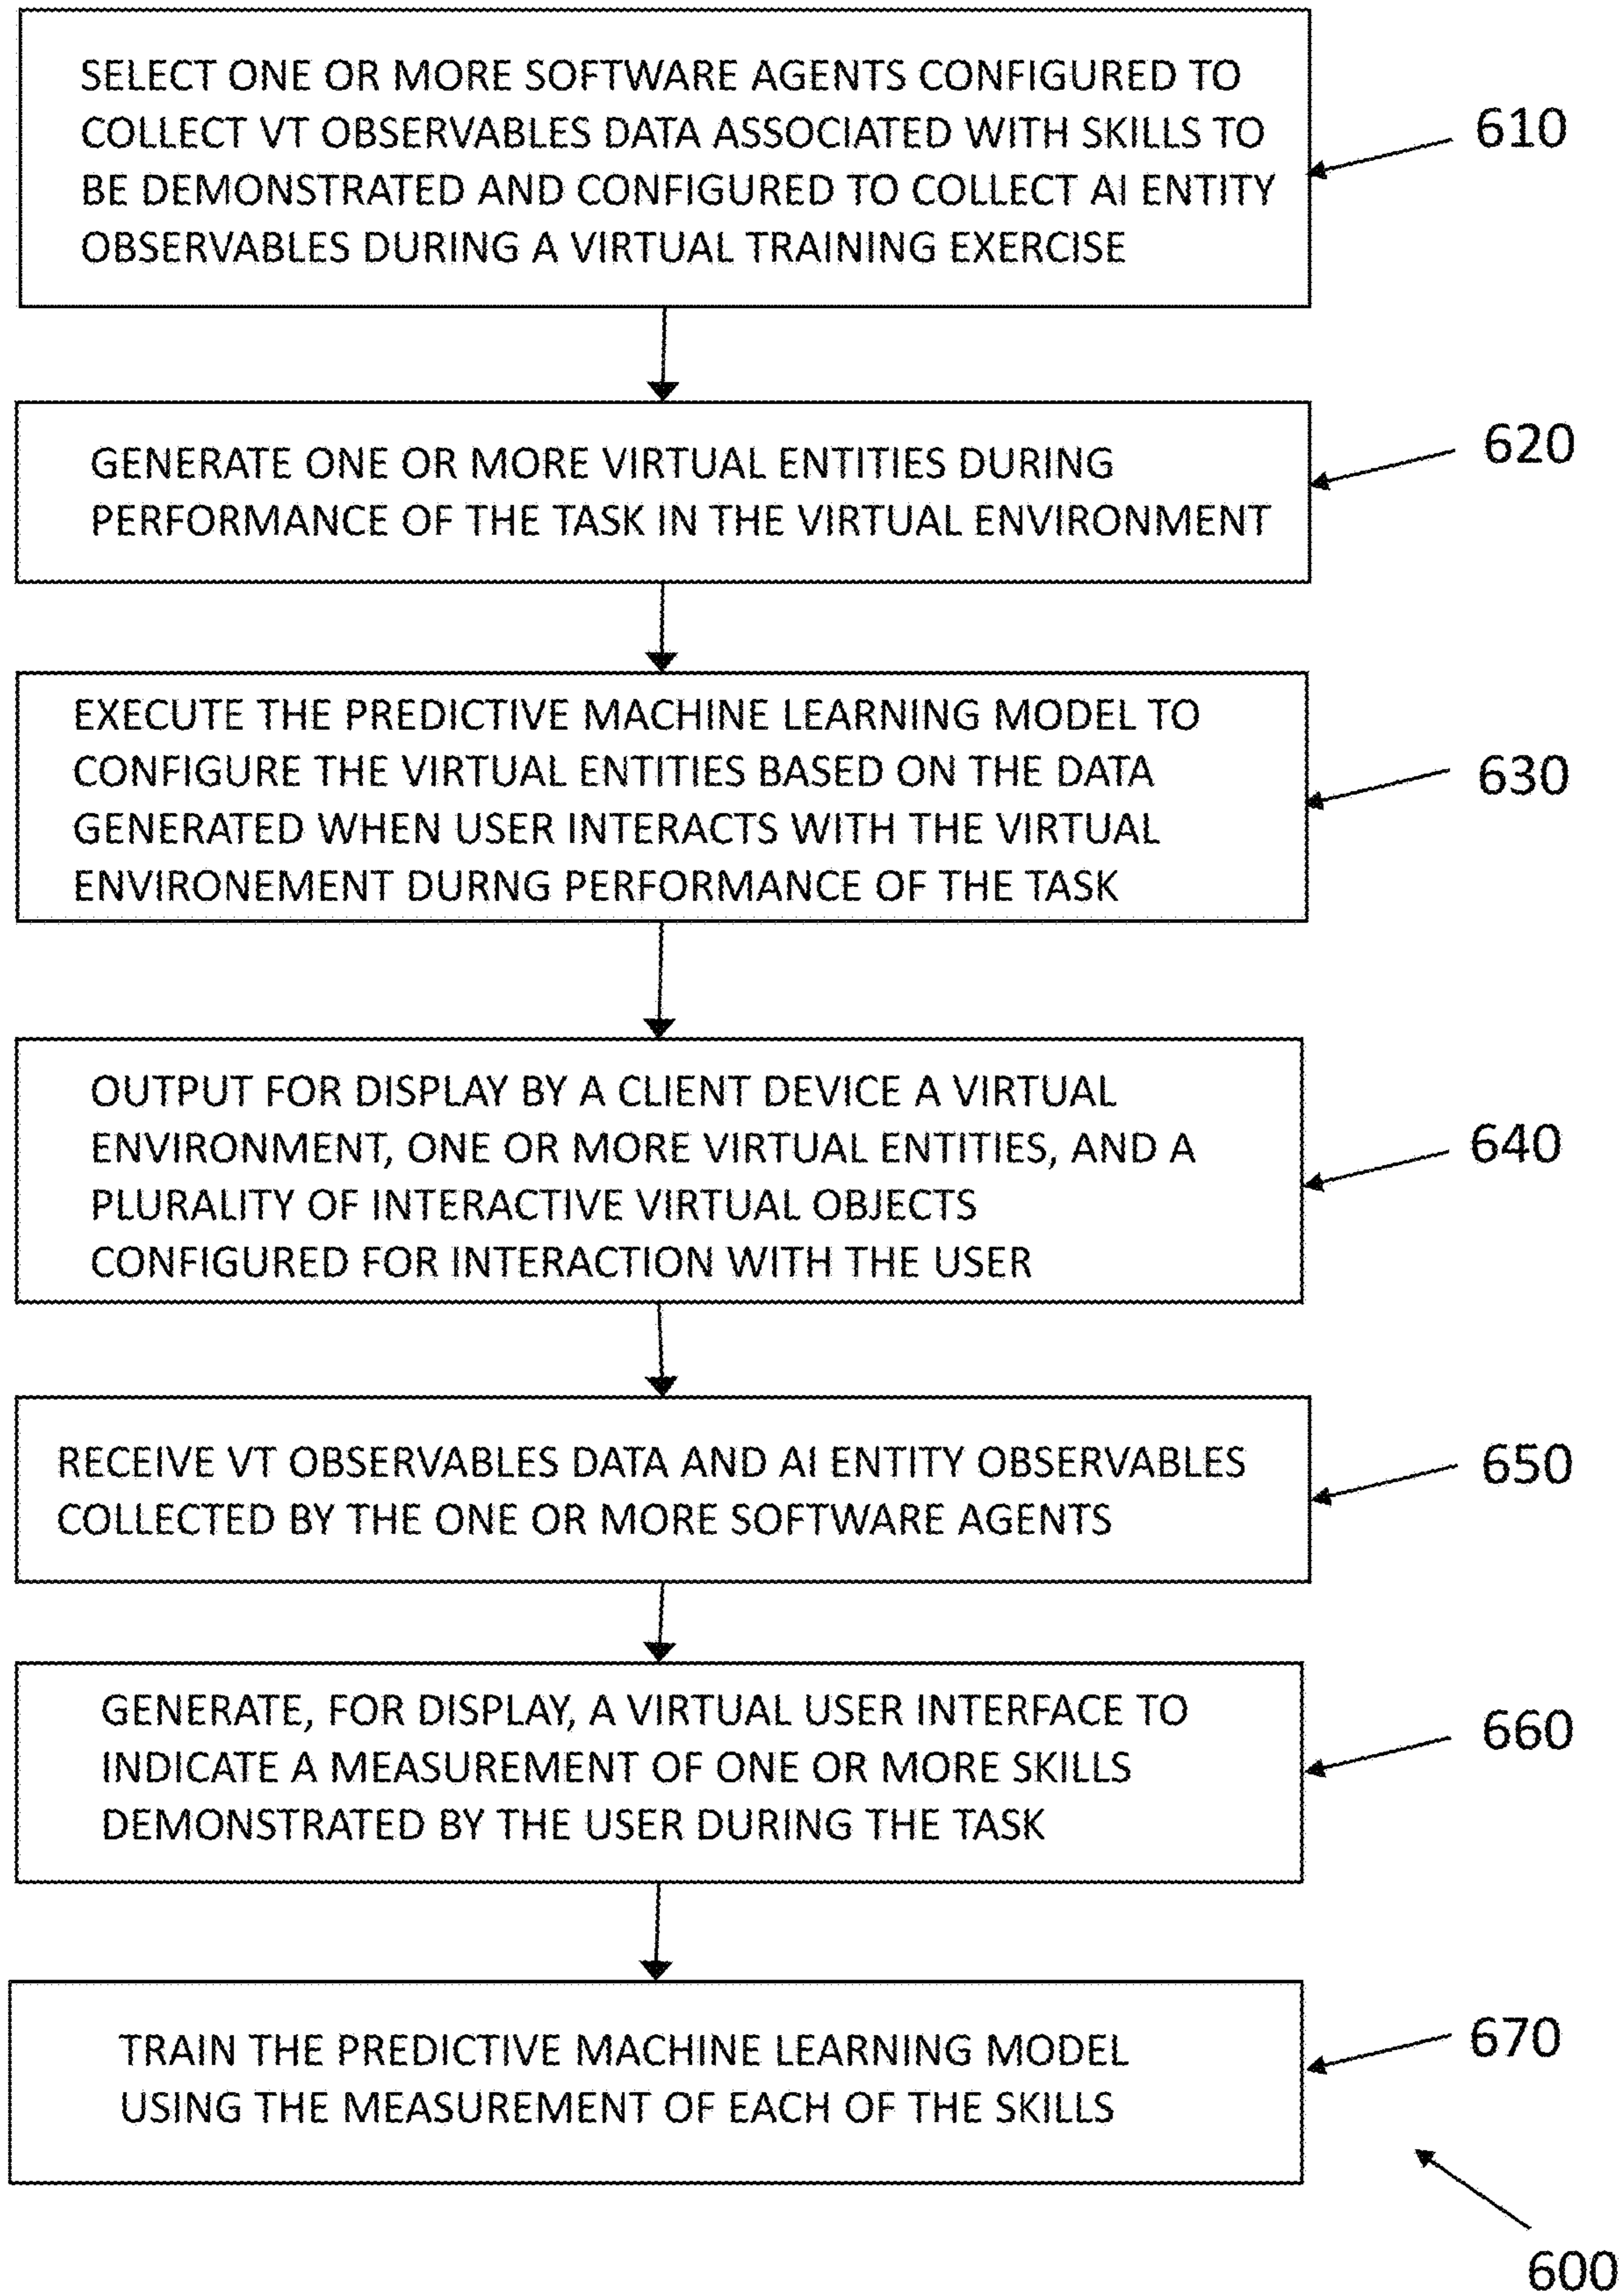 SELECT ONE OR MORE SOFTWARE AGENTS CONFIGURED TO
COLLECT VT OBSERVABLES DATA ASSOCIATED WITH SKILLS TO
BE DEMONSTRATED AND CONFIGURED TO COLLECT AI ENTITY
OBSERVABLES DURING A VIRTUAL TRAINING EXERCISE
610
GENERATE ONE OR MORE VIRTUAL ENTITIES DURING
PERFORMANCE OF THE TASK IN THE VIRTUAL ENVIRONMENT
620
EXECUTE THE PREDICTIVE MACHINE LEARNING MODEL TO
CONFIGURE THE VIRTUAL ENTITIES BASED ON THE DATA
GENERATED WHEN USER INTERACTS WITH THE VIRTUAL
ENVIRONEMENT DURNG PERFORMANCE OF THE TASK
630
OUTPUT FOR DISPLAY BY A CLIENT DEVICE A VIRTUAL
ENVIRONMENT, ONE OR MORE VIRTUAL ENTITIES, AND A
PLURALITY OF INTERACTIVE VIRTUAL OBJECTS
CONFIGURED FOR INTERACTION WITH THE USER
640
RECEIVE VT OBSERVABLES DATA AND AI ENTITY OBSERVABLES
COLLECTED BY THE ONE OR MORE SOFTWARE AGENTS
650
GENERATE, FOR DISPLAY, A VIRTUAL USER INTERFACE TO
INDICATE A MEASUREMENT OF ONE OR MORE SKILLS
DEMONSTRATED BY THE USER DURING THE TASK
660
TRAIN THE PREDICTIVE MACHINE LEARNING MODEL
USING THE MEASUREMENT OF EACH OF THE SKILLS
670
600